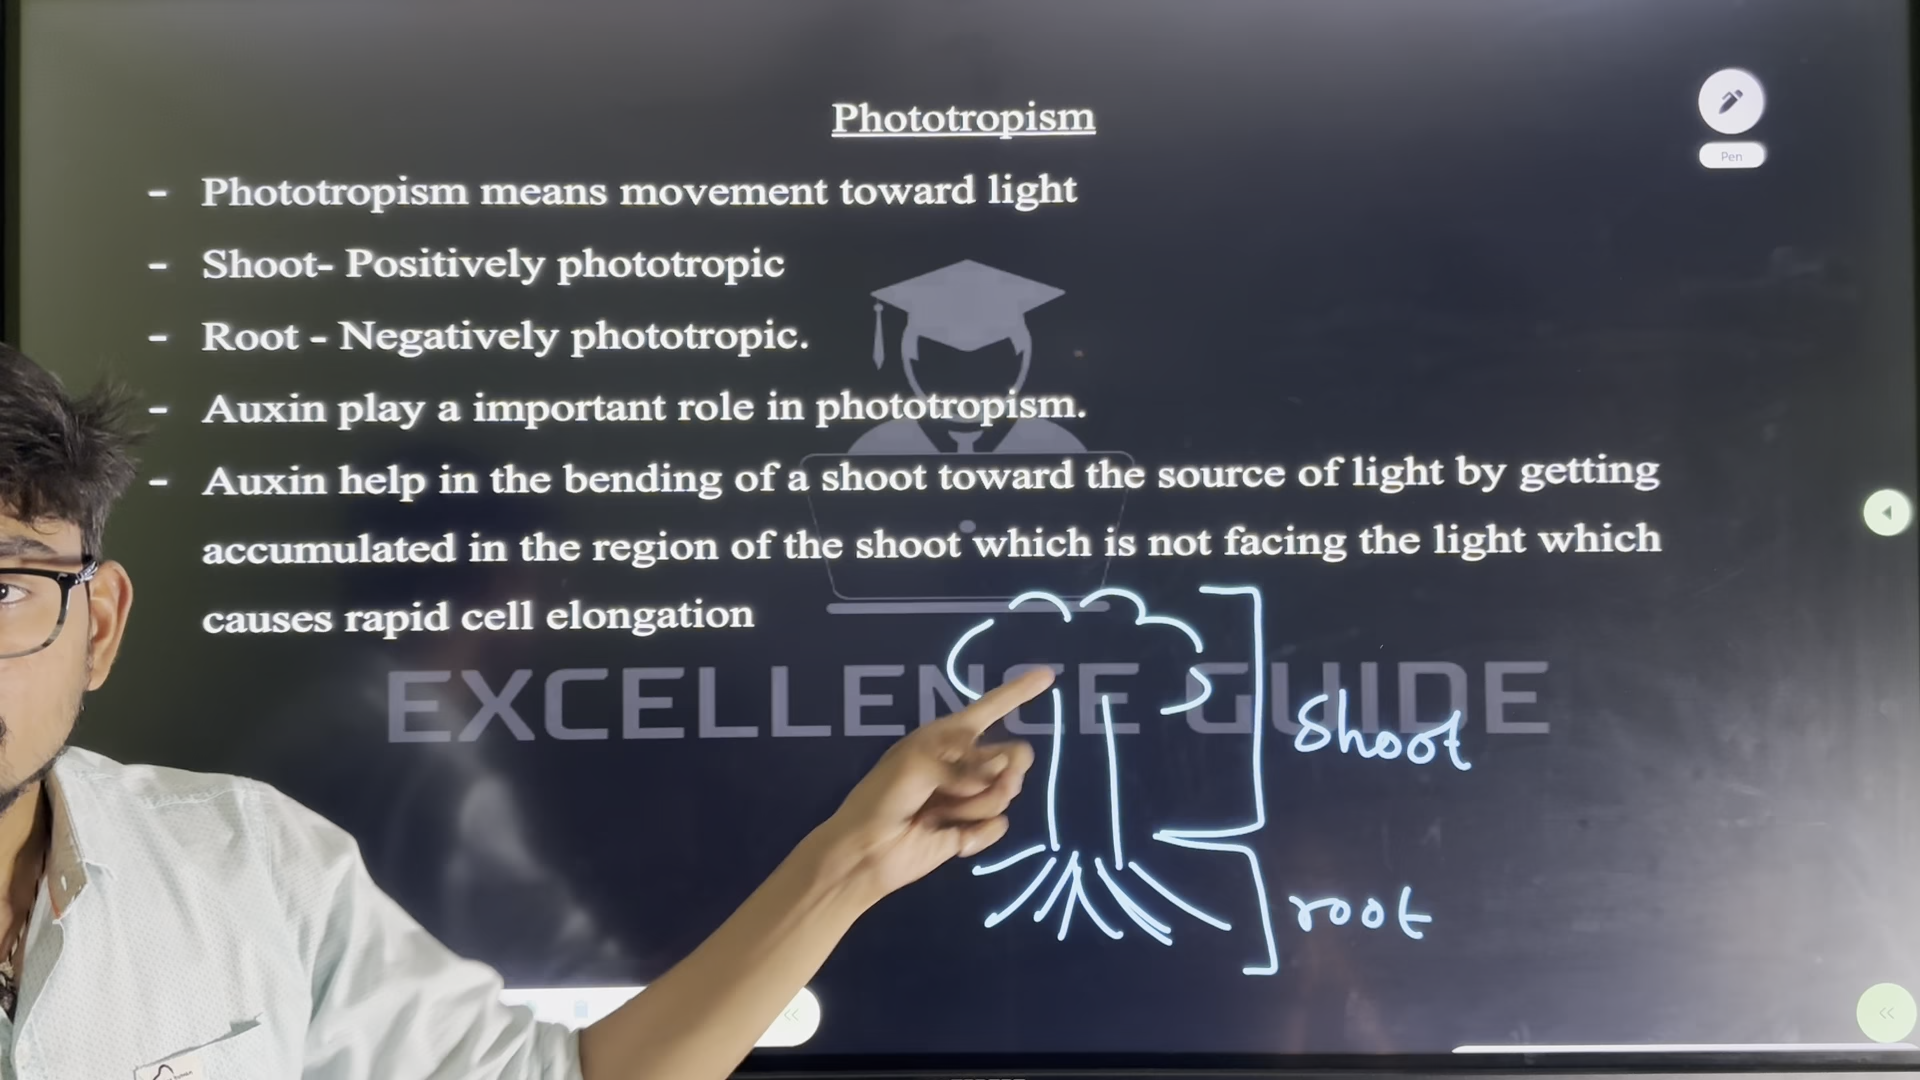 Phototropism
Pen
- Phototropism means movement toward light
- Shoot- Positively phototropic
- Root - Negatively phototropic.
- Auxin play a important role in phototropism.
- Auxin help in the bending of a shoot toward the source of light by getting
accumulated in the region of the shoot which is not facing the light which
causes rapid cell elongation
EXCELLENCE GUIDE
Shoot
root